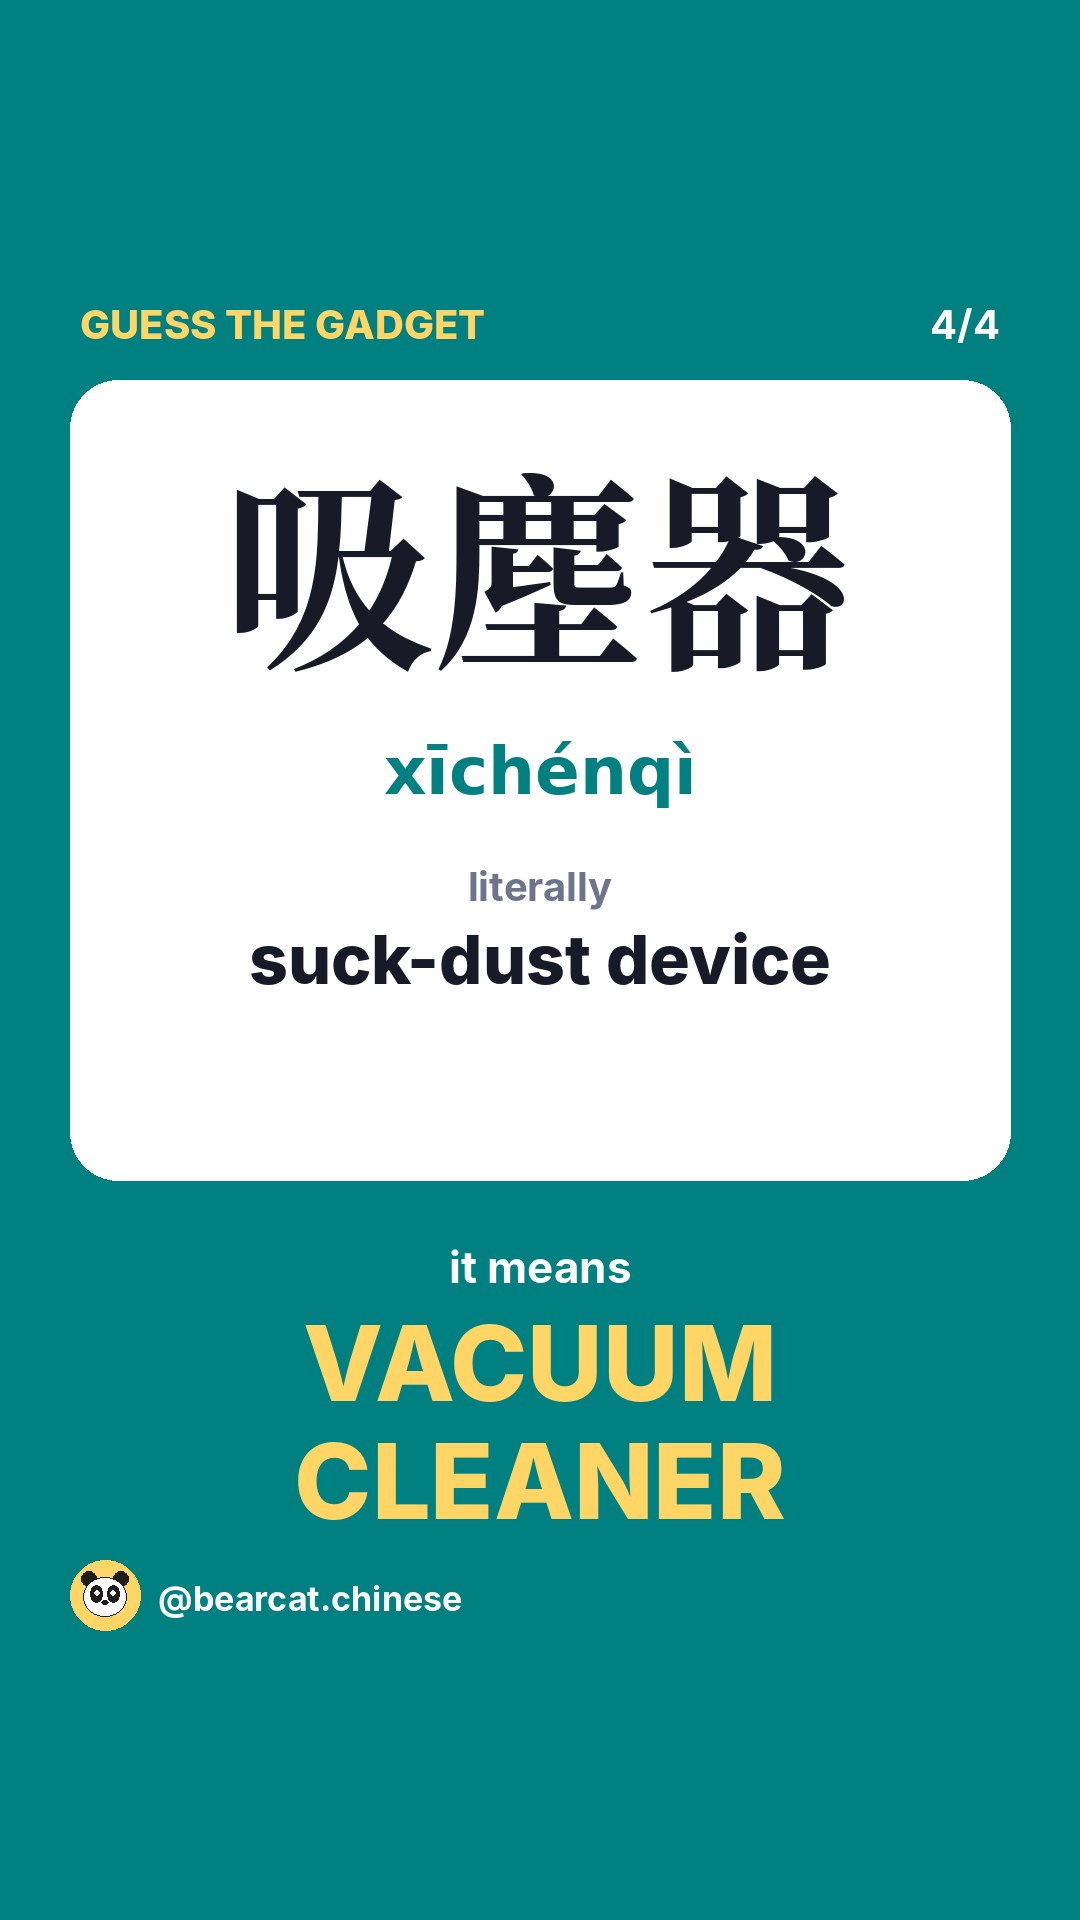 GUESS THE GADGET
4/4
吸塵器
xīchénqì
literally
suck-dust device
it means
VACUUM
CLEANER
@bearcat.chinese